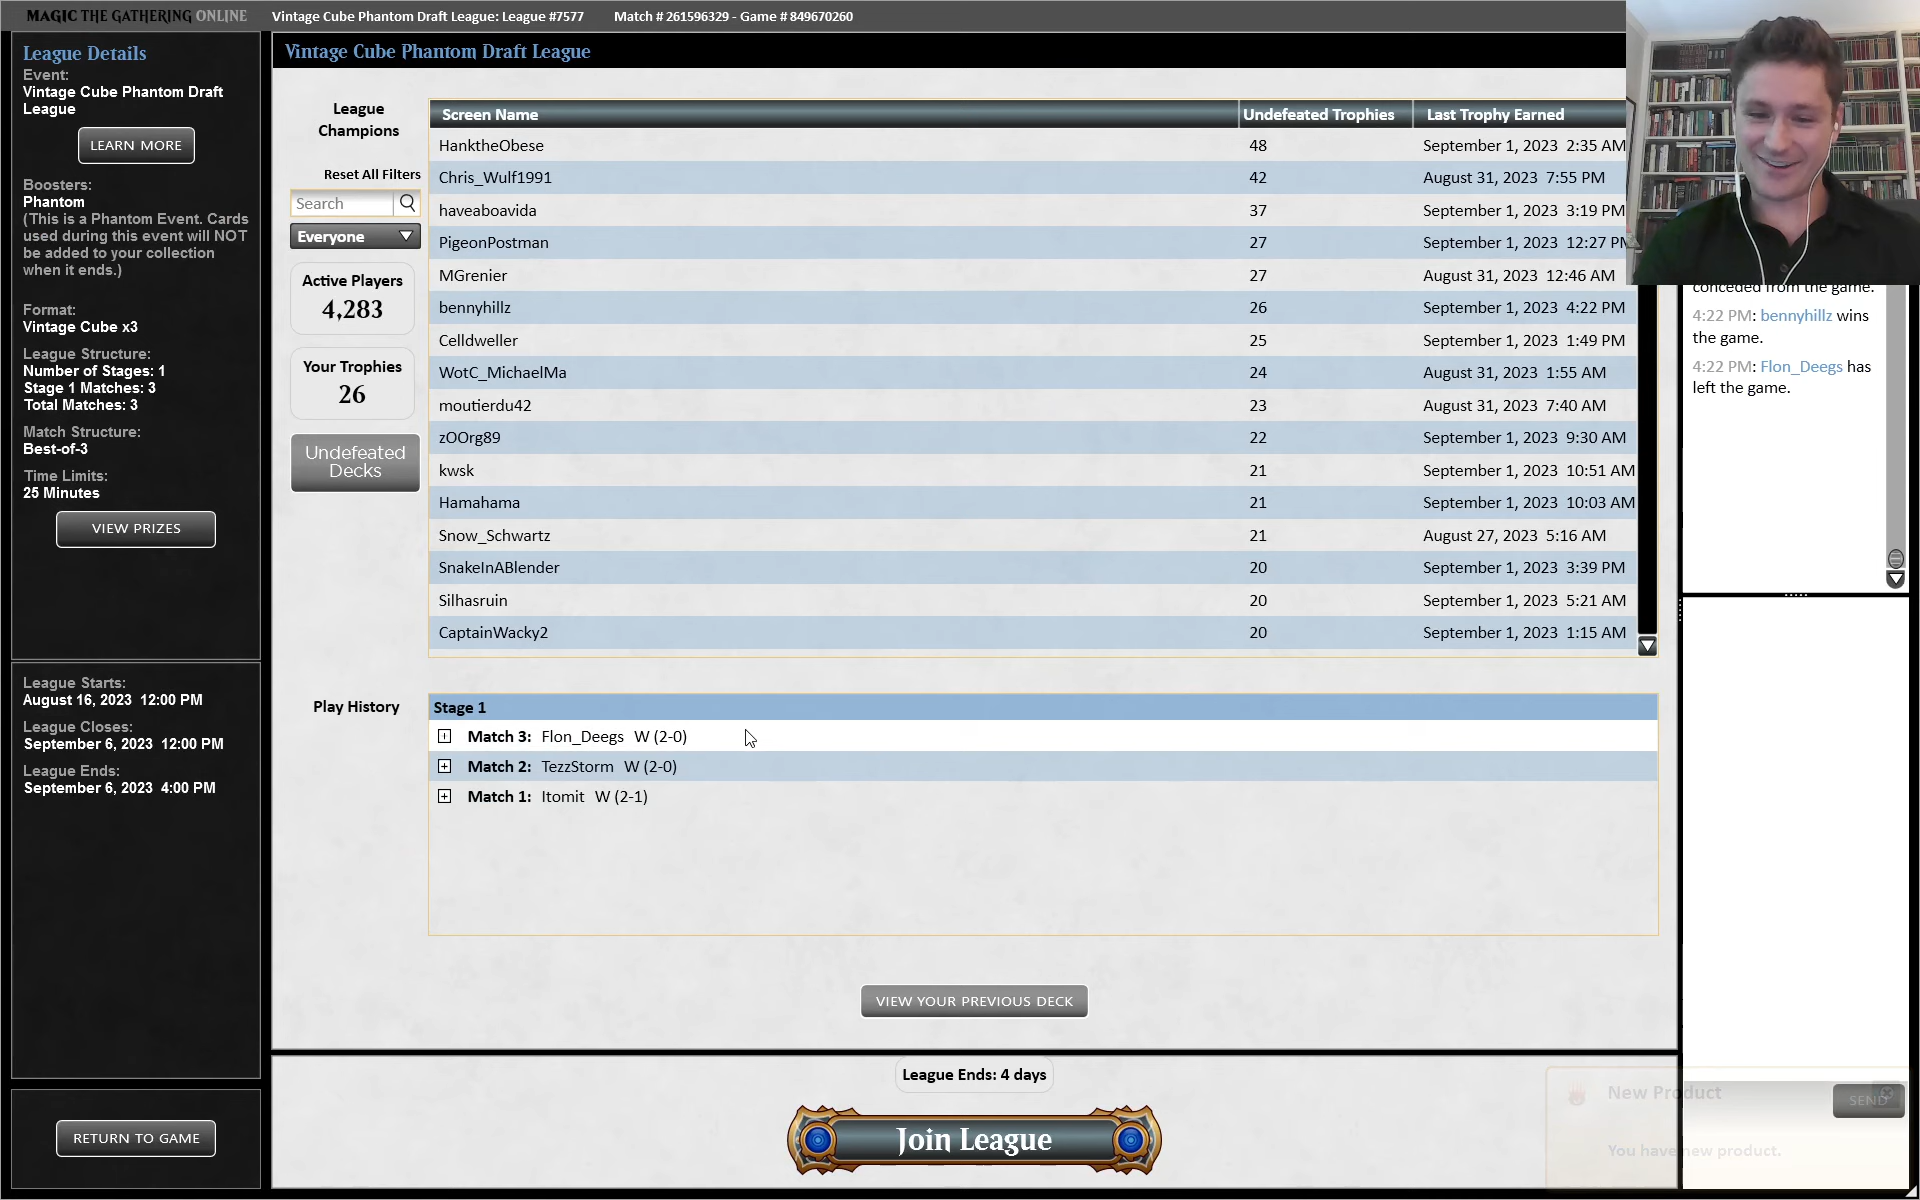 MAGIC THE GATHERING ONLINE
Vintage Cube Phantom Draft League: League #7577
Match # 261596329 - Game # 849670260
League Details
Event:
Vintage Cube Phantom Draft
League
LEARN MORE
Boosters:
Phantom
(This is a Phantom Event. Cards
used during this event will NOT
be added to your collection
when it ends.)
Format:
Vintage Cube x3
League Structure:
Number of Stages: 1
Stage 1 Matches: 3
Total Matches: 3
Match Structure:
Best-of-3
Time Limits:
25 Minutes
VIEW PRIZES
League Starts:
August 16, 2023 12:00 PM
League Closes:
September 6, 2023 12:00 PM
League Ends:
September 6, 2023 4:00 PM
RETURN TO GAME
Vintage Cube Phantom Draft League
League
Champions
Reset All Filters
Search
Everyone
Active Players
4,283
Your Trophies
26
Undefeated
Decks
Screen Name Undefeated Trophies Last Trophy Earned
HanktheObese 48 September 1, 2023 2:35 AM
Chris_Wulf1991 42 August 31, 2023 7:55 PM
haveaboavida 37 September 1, 2023 3:19 PM
PigeonPostman 27 September 1, 2023 12:27 PM
MGrenier 27 August 31, 2023 12:46 AM
bennyhillz 26 September 1, 2023 4:22 PM
Celldweller 25 September 1, 2023 1:49 PM
WotC_MichaelMa 24 August 31, 2023 1:55 AM
moutierdu42 23 August 31, 2023 7:40 AM
zOOrg89 22 September 1, 2023 9:30 AM
kwsk 21 September 1, 2023 10:51 AM
Hamahama 21 September 1, 2023 10:03 AM
Snow_Schwartz 21 August 27, 2023 5:16 AM
SnakeInABlender 20 September 1, 2023 3:39 PM
Silhasruin 20 September 1, 2023 5:21 AM
CaptainWacky2 20 September 1, 2023 1:15 AM
Play History
Stage 1
Match 3: Flon_Deegs W (2-0)
Match 2: TezzStorm W (2-0)
Match 1: Itomit W (2-1)
VIEW YOUR PREVIOUS DECK
League Ends: 4 days
Join League
conceded from the game.
4:22 PM: bennyhillz wins
the game.
4:22 PM: Flon_Deegs has
left the game.
New Product
SEND
You have new product.